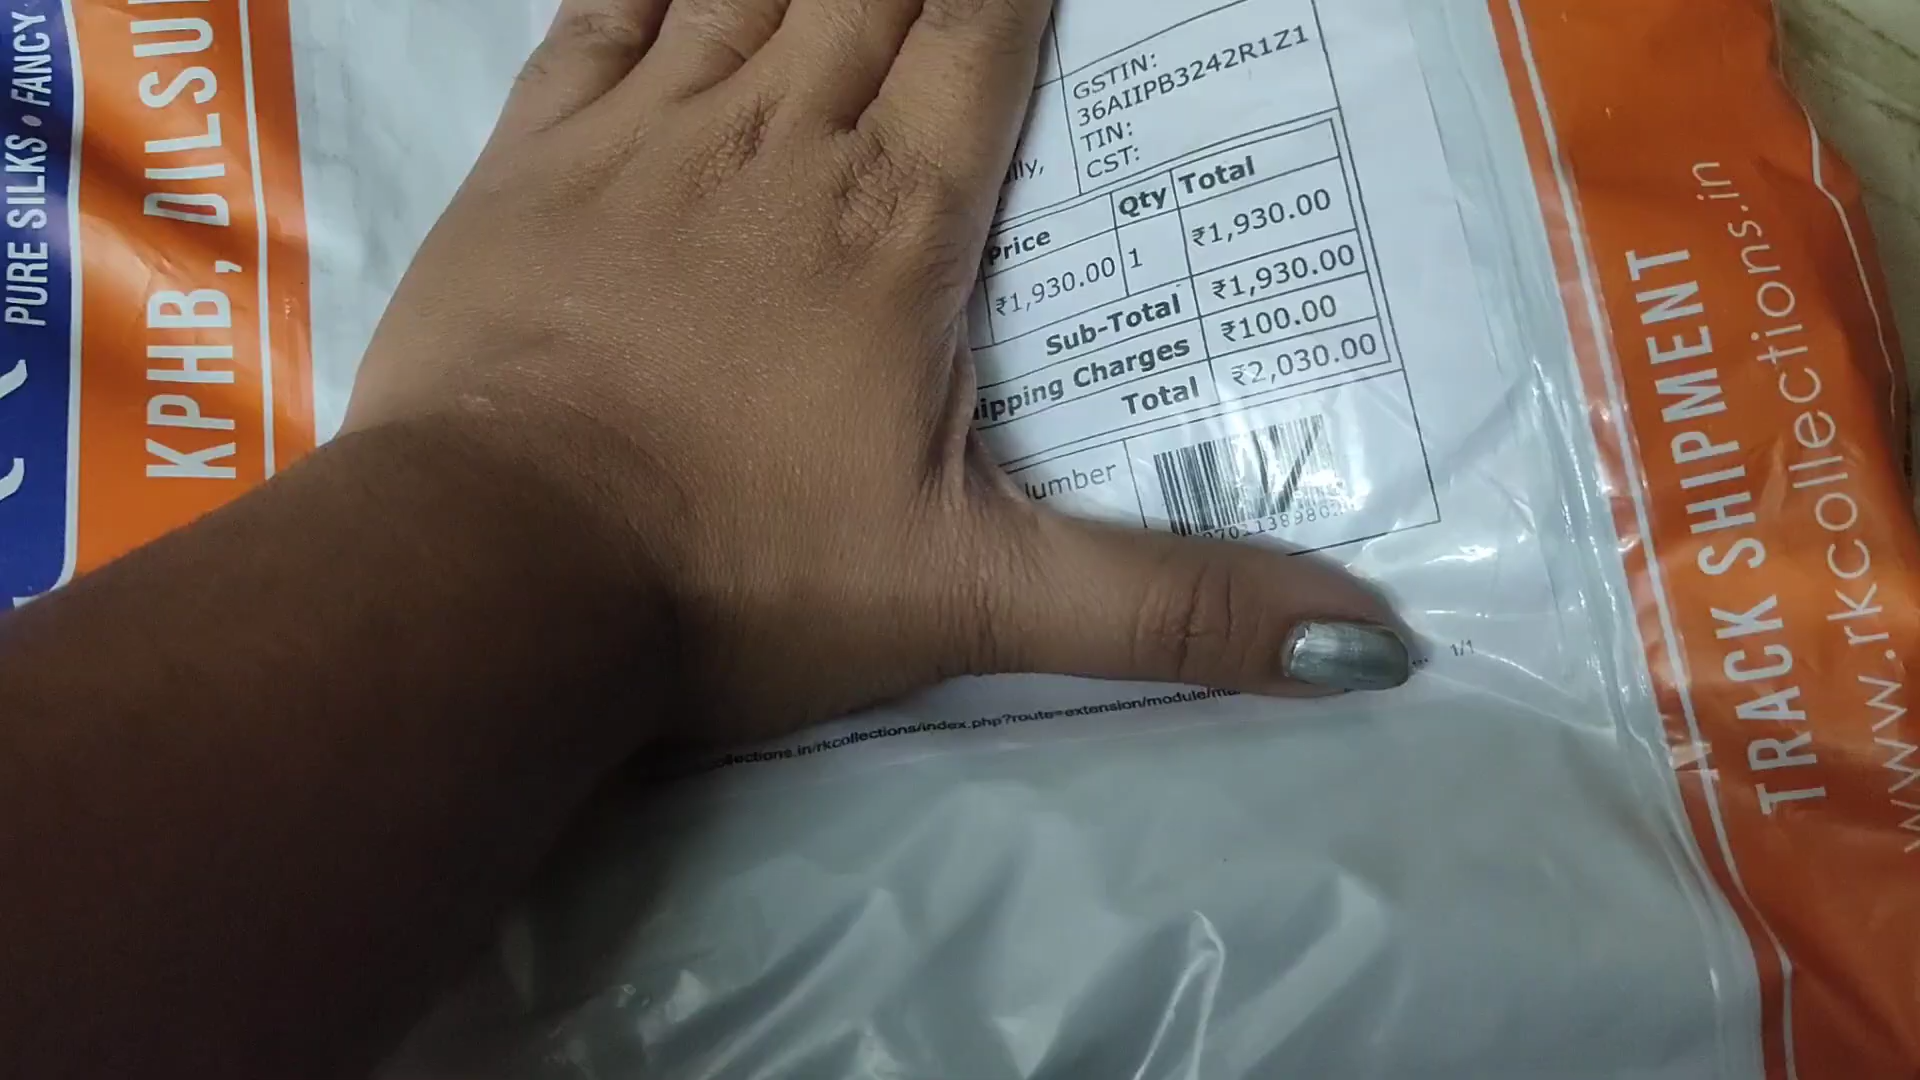 PURE SILKS • FANCY
KPHB, DILSU
GSTIN:
36AIIPB3242R1Z1
TIN:
CST:
lly,
Price Qty Total
₹1,930.00 1 ₹1,930.00
Sub-Total ₹1,930.00
ipping Charges ₹100.00
Total ₹2,030.00
umber
1/1
ollections.in/rkcollections/index.php?route=extension/module/m
TRACK SHIPMENT
www.rkcollections.in